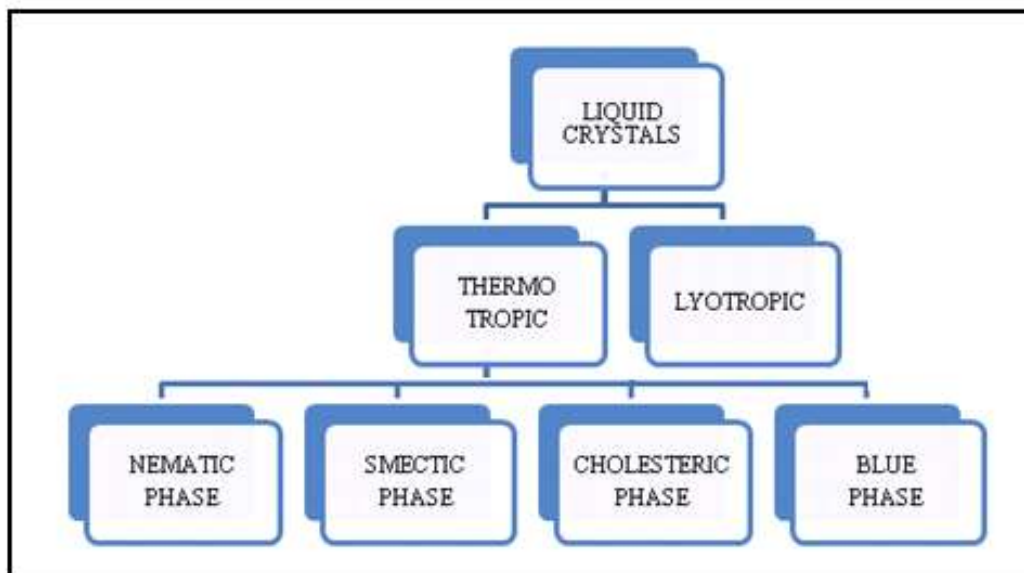 LIQUID
CRYSTALS
THERMO
TROPIC
LYOTROPIC
NEMATIC
PHASE
SMECTIC
PHASE
CHOLESTERIC
PHASE
BLUE
PHASE